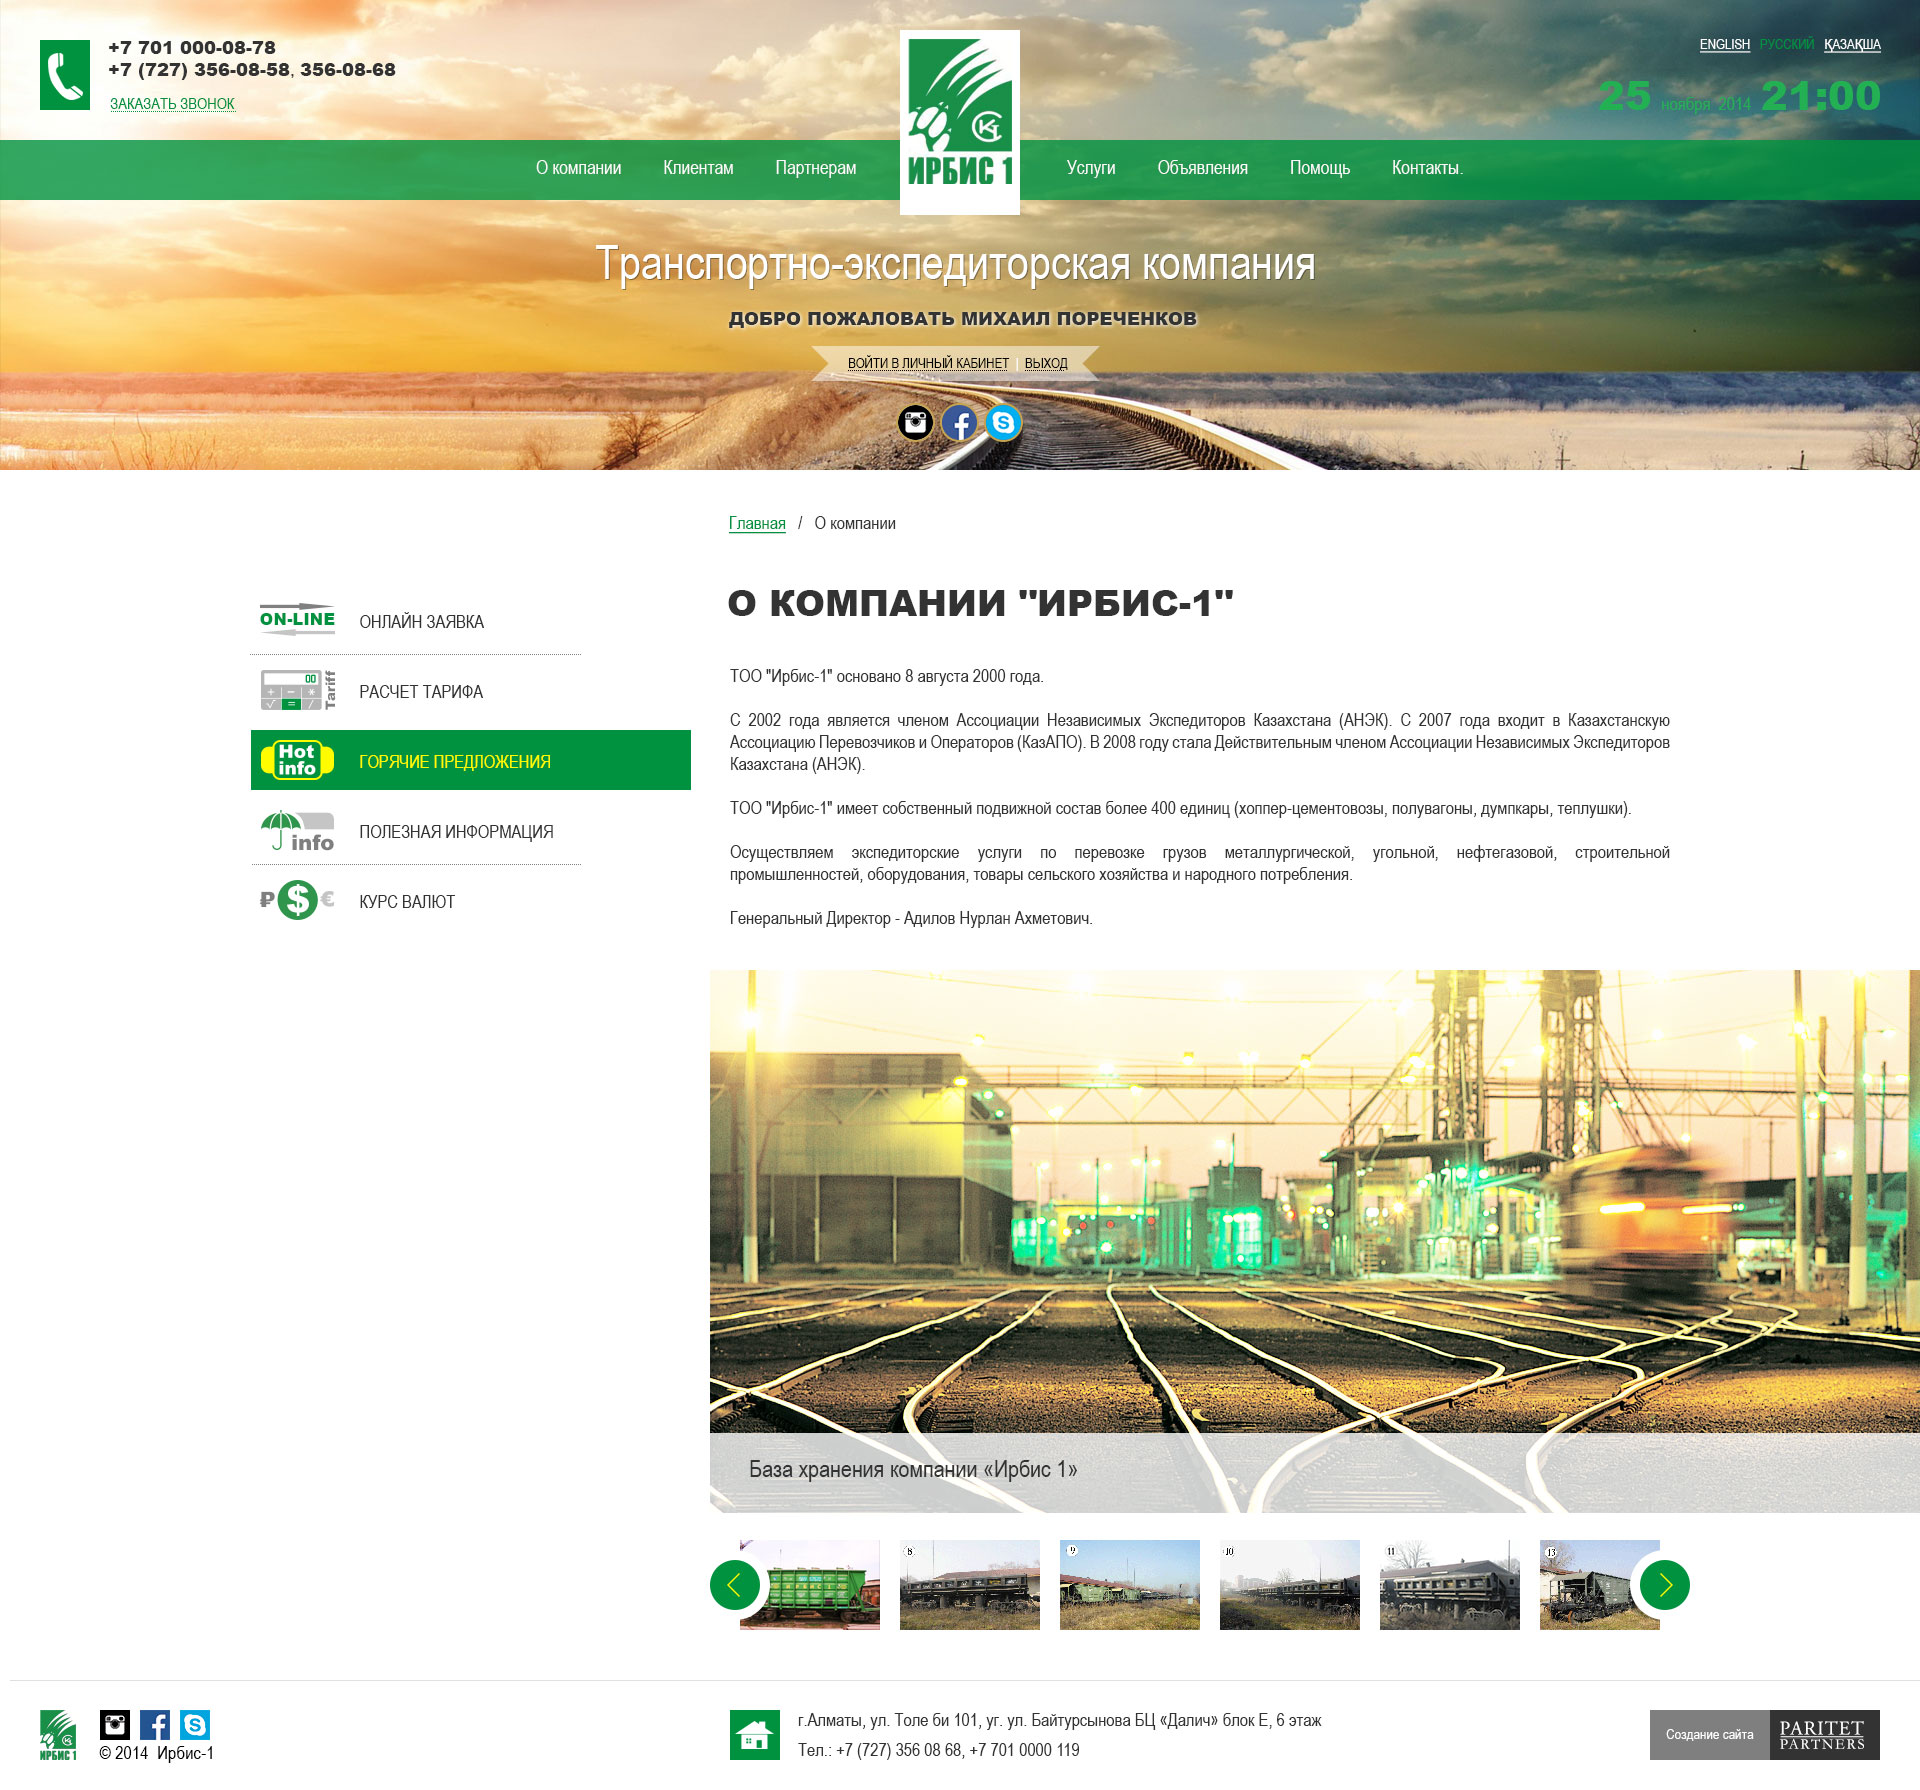 +7 701 000-08-78
+7 (727) 356-08-58, 356-08-68
ЗАКАЗАТЬ ЗВОНОК
ENGLISH РУССКИЙ ҚАЗАҚША
25 ноября 2014 21:00
ИРБИС 1
О компании Клиентам Партнерам Услуги Объявления Помощь Контакты.
Транспортно-экспедиторская компания
ДОБРО ПОЖАЛОВАТЬ МИХАИЛ ПОРЕЧЕНКОВ
ВОЙТИ В ЛИЧНЫЙ КАБИНЕТ | ВЫХОД
Главная / О компании
ON-LINE ОНЛАЙН ЗАЯВКА
00 Tariff РАСЧЕТ ТАРИФА
Hot info ГОРЯЧИЕ ПРЕДЛОЖЕНИЯ
info ПОЛЕЗНАЯ ИНФОРМАЦИЯ
₽ $ € КУРС ВАЛЮТ
О КОМПАНИИ "ИРБИС-1"
ТОО "Ирбис-1" основано 8 августа 2000 года.
С 2002 года является членом Ассоциации Независимых Экспедиторов Казахстана (АНЭК). С 2007 года входит в Казахстанскую
Ассоциацию Перевозчиков и Операторов (КазАПО). В 2008 году стала Действительным членом Ассоциации Независимых Экспедиторов
Казахстана (АНЭК).
ТОО "Ирбис-1" имеет собственный подвижной состав более 400 единиц (хоппер-цементовозы, полувагоны, думпкары, теплушки).
Осуществляем экспедиторские услуги по перевозке грузов металлургической, угольной, нефтегазовой, строительной
промышленностей, оборудования, товары сельского хозяйства и народного потребления.
Генеральный Директор - Адилов Нурлан Ахметович.
База хранения компании «Ирбис 1»
8 9 10 11 13
ИРБИС 1
© 2014 Ирбис-1
г.Алматы, ул. Толе би 101, уг. ул. Байтурсынова БЦ «Далич» блок Е, 6 этаж
Тел.: +7 (727) 356 08 68, +7 701 0000 119
Создание сайта PARITET
PARTNERS